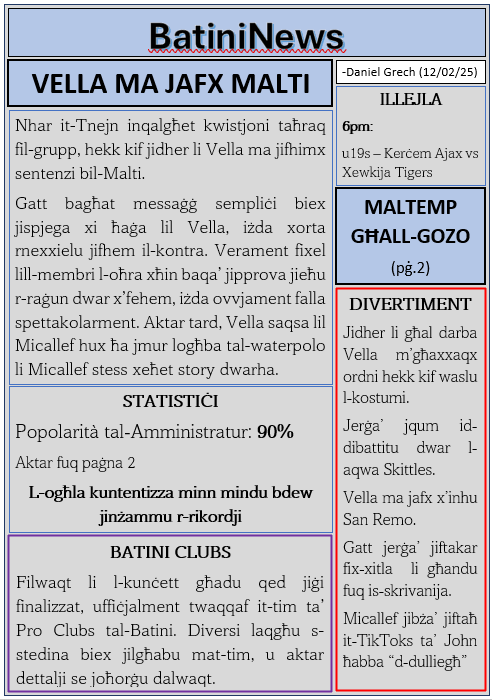 BatiniNews
VELLA MA JAFX MALTI
-Daniel Grech (12/02/25)
Nhar it-Tnejn inqalgħet kwistjoni taħraq
fil-grupp, hekk kif jidher li Vella ma jifhimx
sentenzi bil-Malti.
Gatt bagħat messaġġ sempliċi biex
jispjega xi ħaġa lil Vella, iżda xorta
mexxielu jifhem il-kontra. Verament fixel
lill-membri l-oħra xħin baqa’ jipprova jieħu
r-raġun dwar x’fehem, iżda ovvjament falla
spettakolarment. Aktar tard, Vella saqsa lil
Micallef hux ħa jmur logħba tal-waterpolo
li Micallef stess xeħet story dwarha.
STATISTIĊI
Popolarità tal-Amministratur: 90%
Aktar fuq paġna 2
L-ogħla kuntentizza minn mindu bdew
jinżammu r-rikordji
BATINI CLUBS
Filwaqt li l-kunċett għadu qed jiġi
finalizzat, uffiċjalment twaqqaf it-tim ta’
Pro Clubs tal-Batini. Diversi laqgħu s-
stedina biex jilgħabu mat-tim, u aktar
dettalji se joħorġu dalwaqt.
ILLEJLA
6pm:
u19s – Kerċem Ajax vs
Xewkija Tigers
MALTEMP
GĦALL-GOZO
(pġ.2)
DIVERTIMENT
Jidher li għal darba
Vella m’għaxxaqx
ordni hekk kif waslu
l-kostumi.
Jerġa’ jqum id-
dibattitu dwar l-
aqwa Skittles.
Vella ma jafx x’inhu
San Remo.
Gatt jerġa’ jiftakar
fix-xitla li għandu
fuq is-skrivanija.
Micallef jibża’ jiftaħ
it-TikToks ta’ John
ħabba “d-dulliegħ”